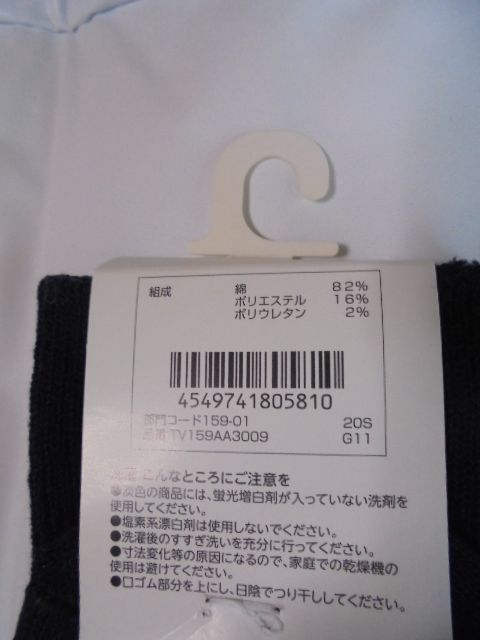 組成 綿 82%
ポリエステル 16%
ポリウレタン 2%
4549741805810
部門コード159-01 20S
品番TV159AA3009 G11
洗濯 こんなところにご注意を
●淡色の商品には、蛍光増白剤が入っていない洗剤を
使用してください。
●塩素系漂白剤は使用しないでください。
●洗濯後のすすぎ洗いを充分に行ってください。
●寸法変化等の原因になるので、家庭での乾燥機の
使用は避けてください。
●口ゴム部分を上にし、日陰でつり干ししてください。